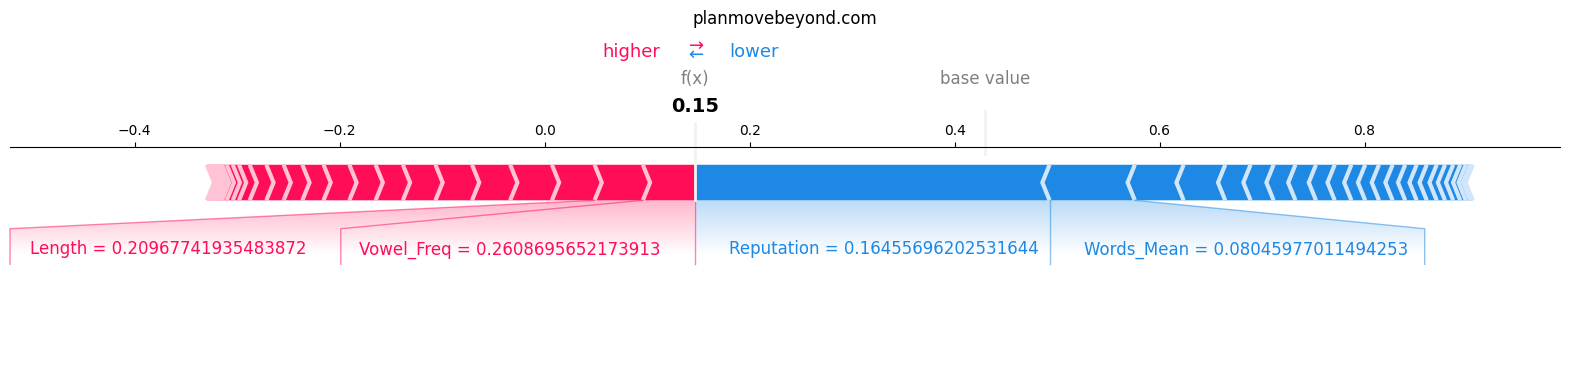 planmovebeyond.com
higher ⇄ lower
f(x) base value
0.15
−0.4 −0.2 0.0 0.2 0.4 0.6 0.8
Length = 0.20967741935483872 Vowel_Freq = 0.2608695652173913 Reputation = 0.16455696202531644 Words_Mean = 0.08045977011494253